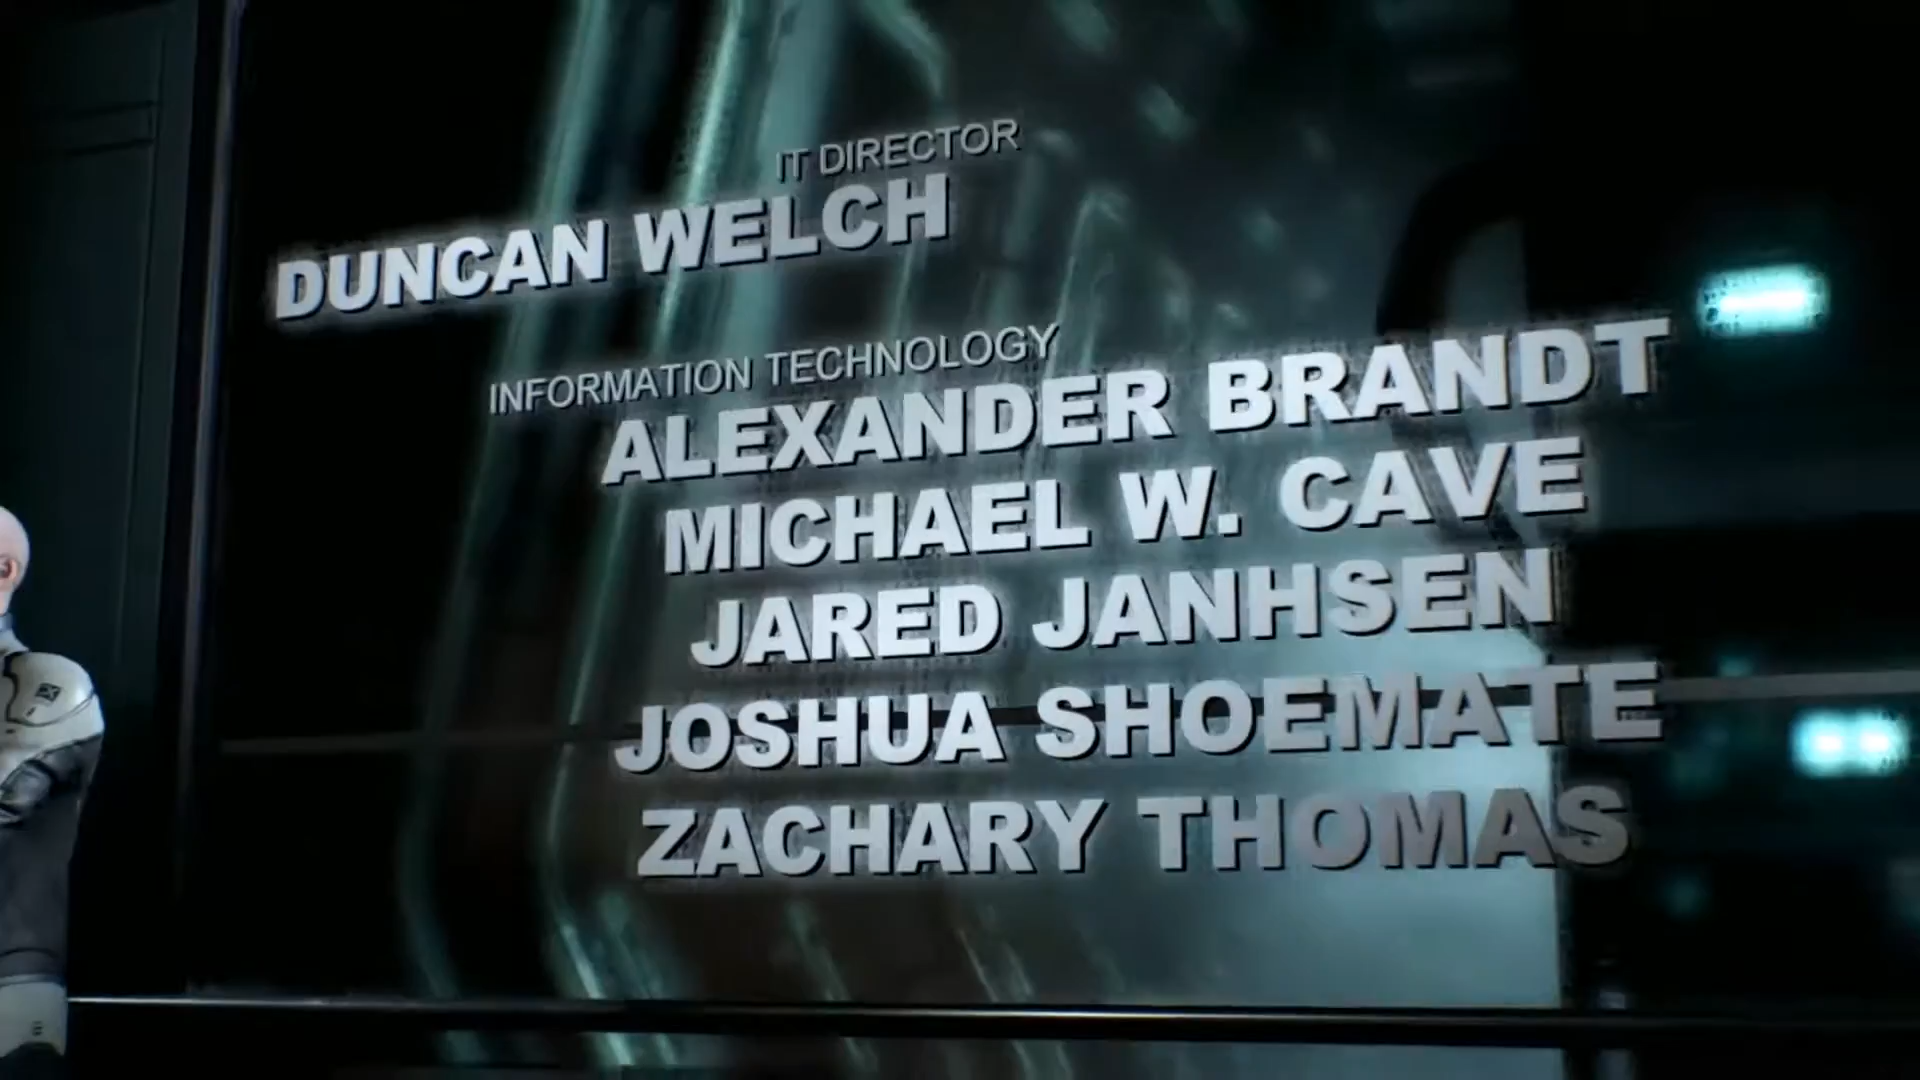 IT DIRECTOR
DUNCAN WELCH
INFORMATION TECHNOLOGY
ALEXANDER BRANDT
MICHAEL W. CAVE
JARED JANHSEN
JOSHUA SHOEMATE
ZACHARY THOMAS